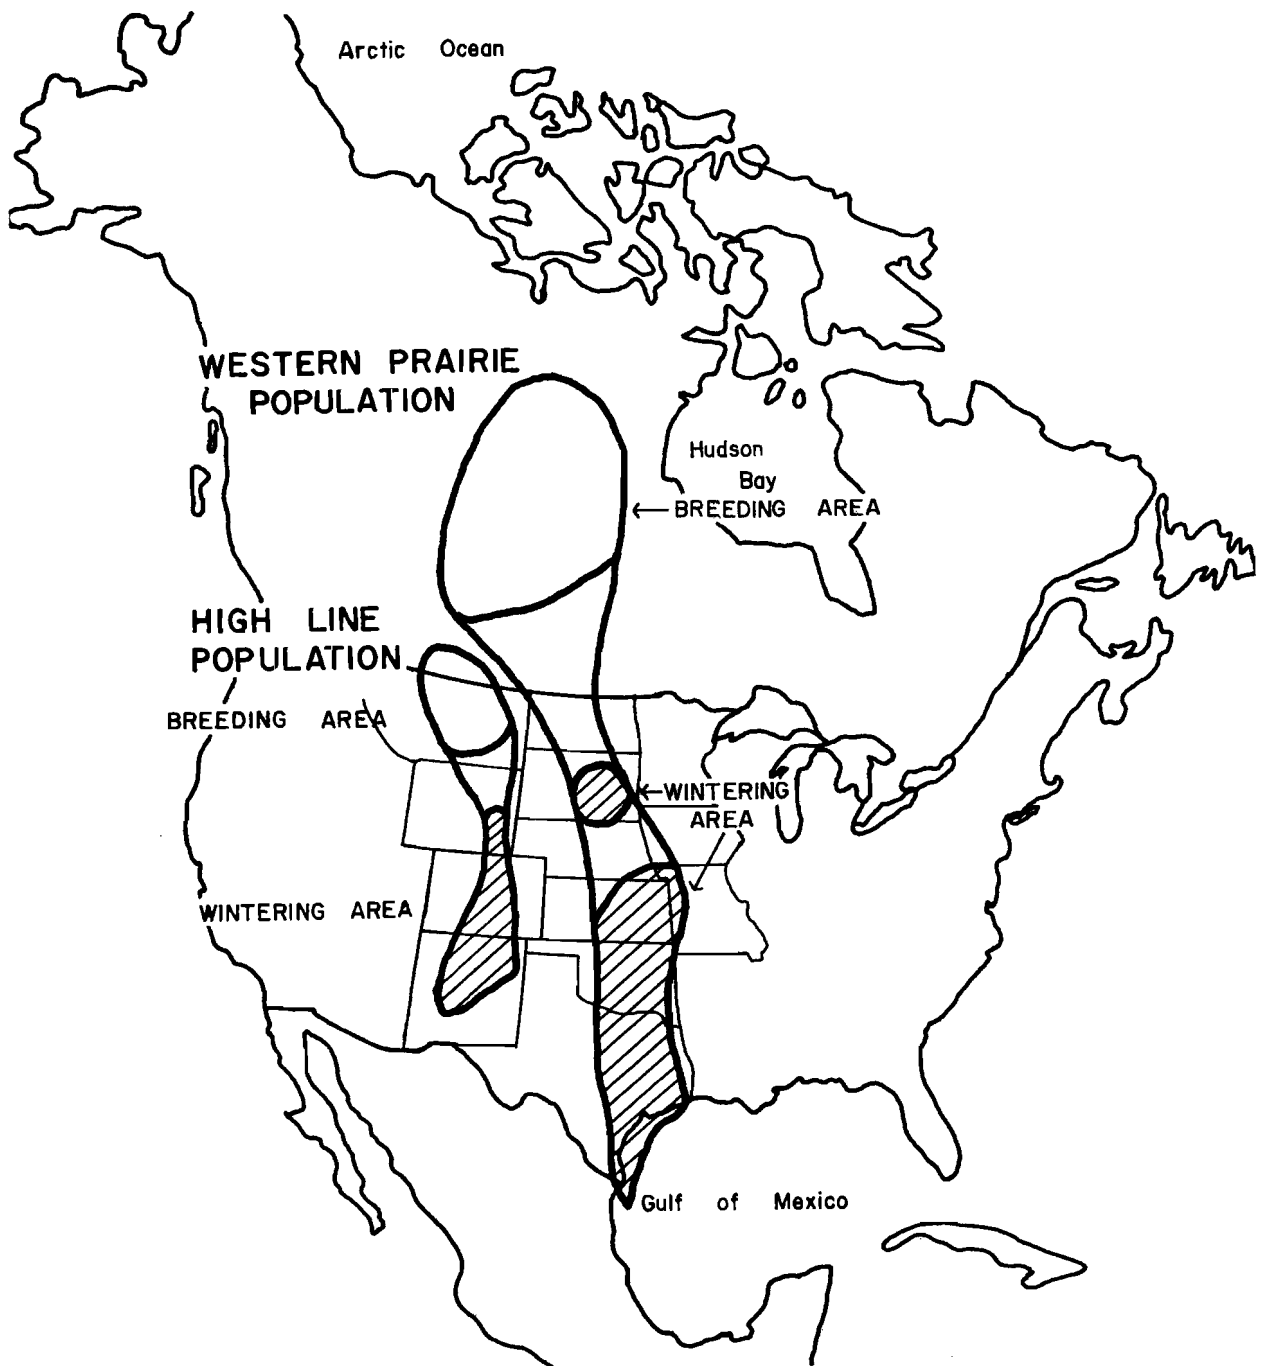 Arctic Ocean
WESTERN PRAIRIE
POPULATION
Hudson
Bay
BREEDING AREA
HIGH LINE
POPULATION
BREEDING AREA
WINTERING
AREA
WINTERING AREA
Gulf of Mexico